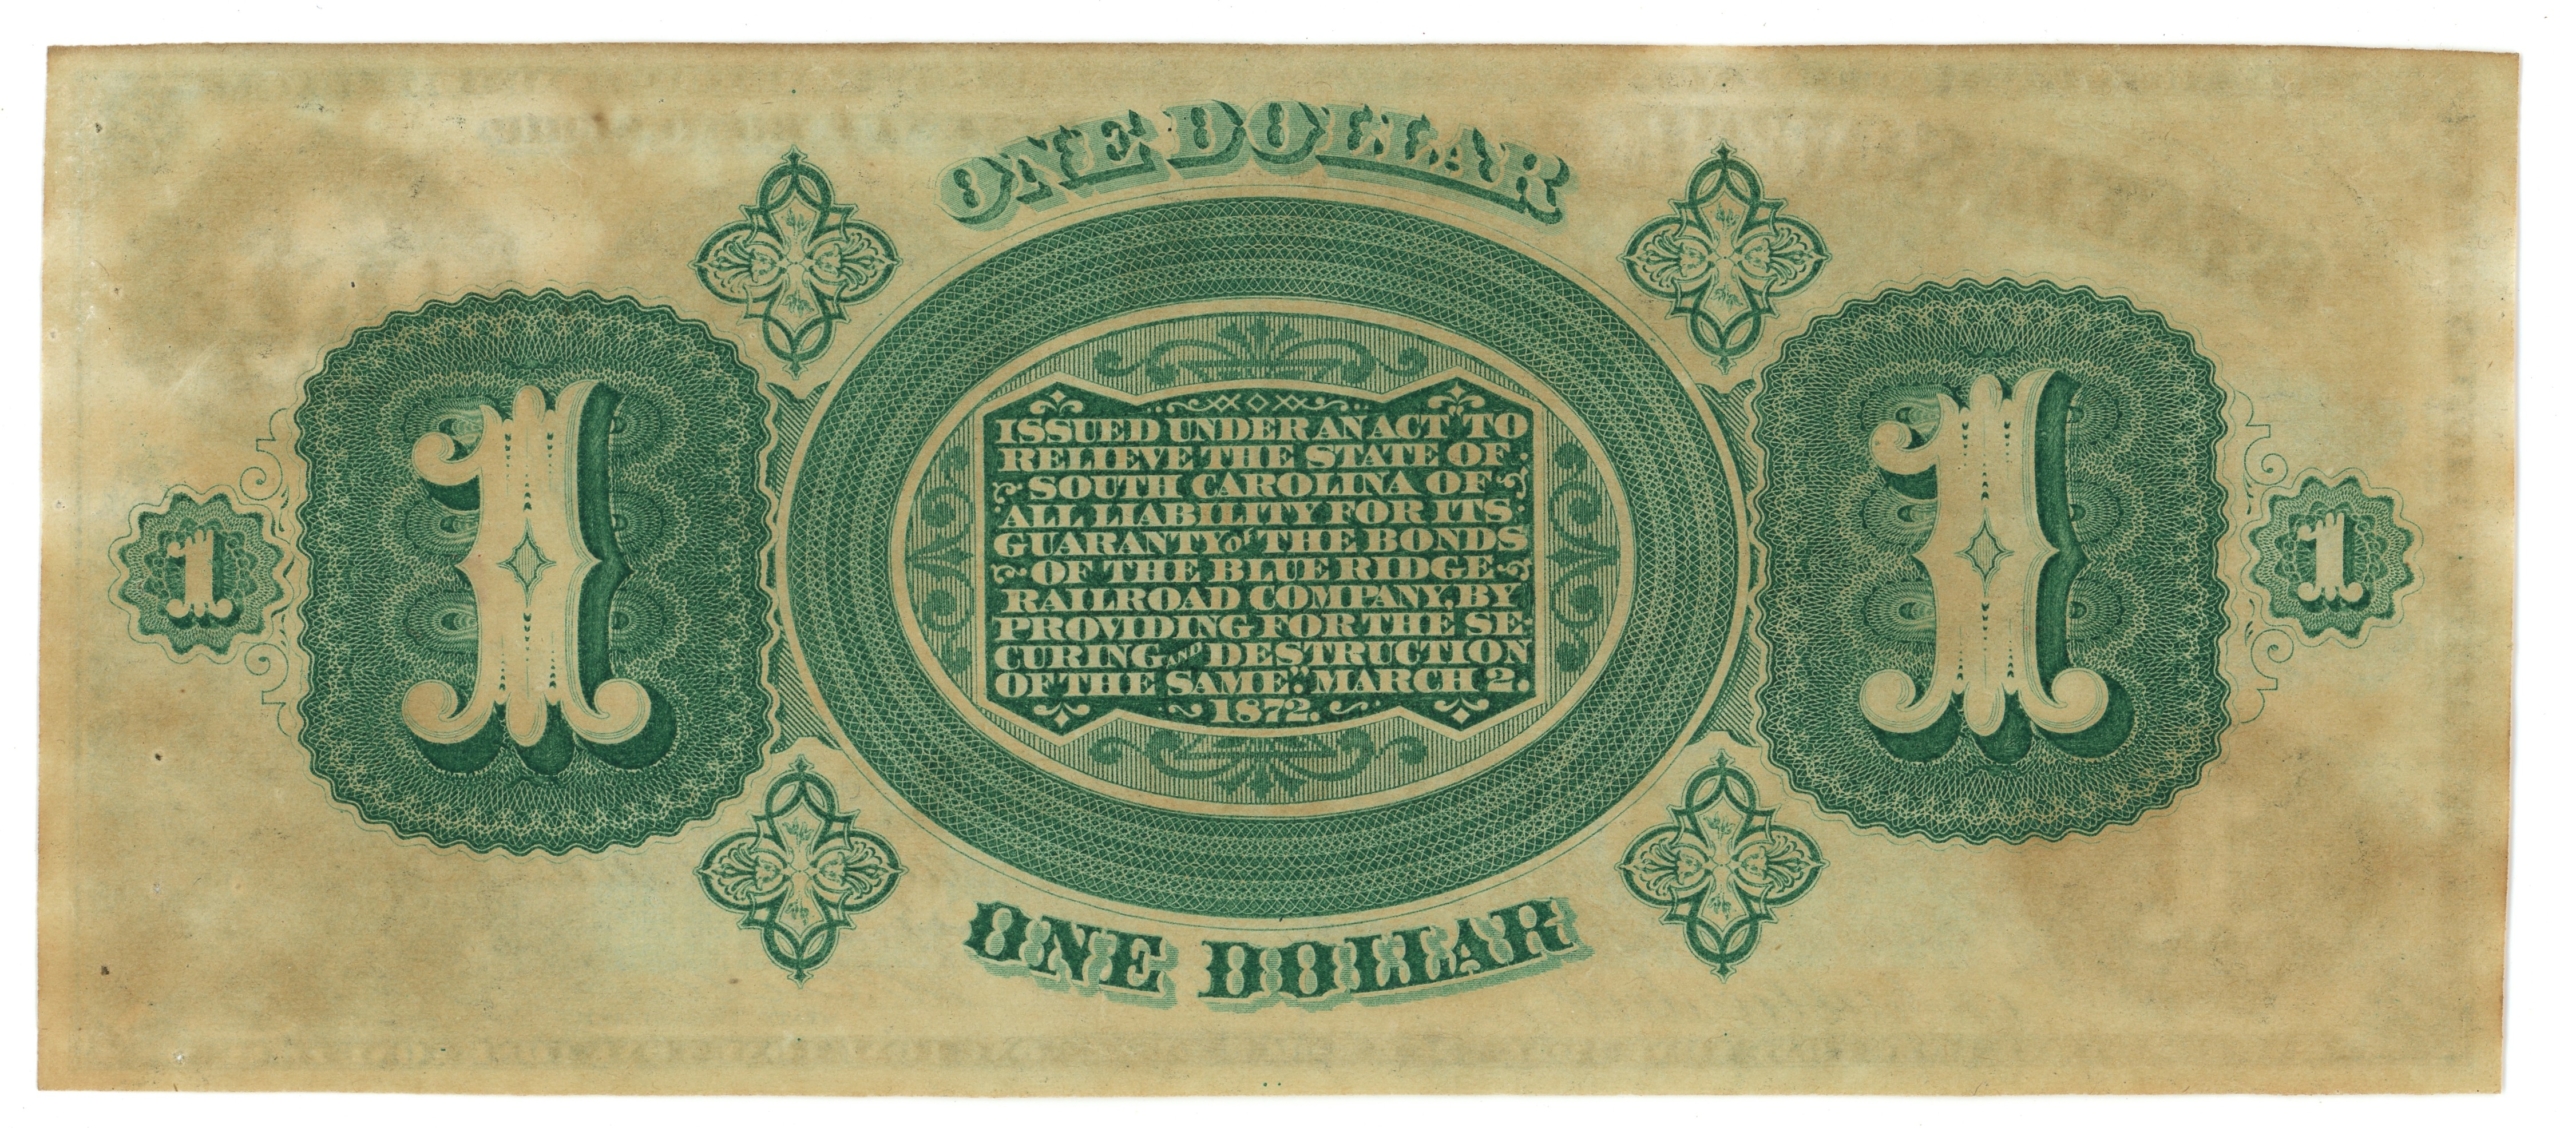 ONE DOLLAR
ISSUED UNDER AN ACT TO
RELIEVE THE STATE OF
SOUTH CAROLINA OF
ALL LIABILITY FOR ITS
GUARANTY of THE BONDS
OF THE BLUE RIDGE
RAILROAD COMPANY, BY
PROVIDING FOR THE SE-
CURING AND DESTRUCTION
OF THE SAME". MARCH 2.
1872.
1
1
1
1
ONE DOLLAR